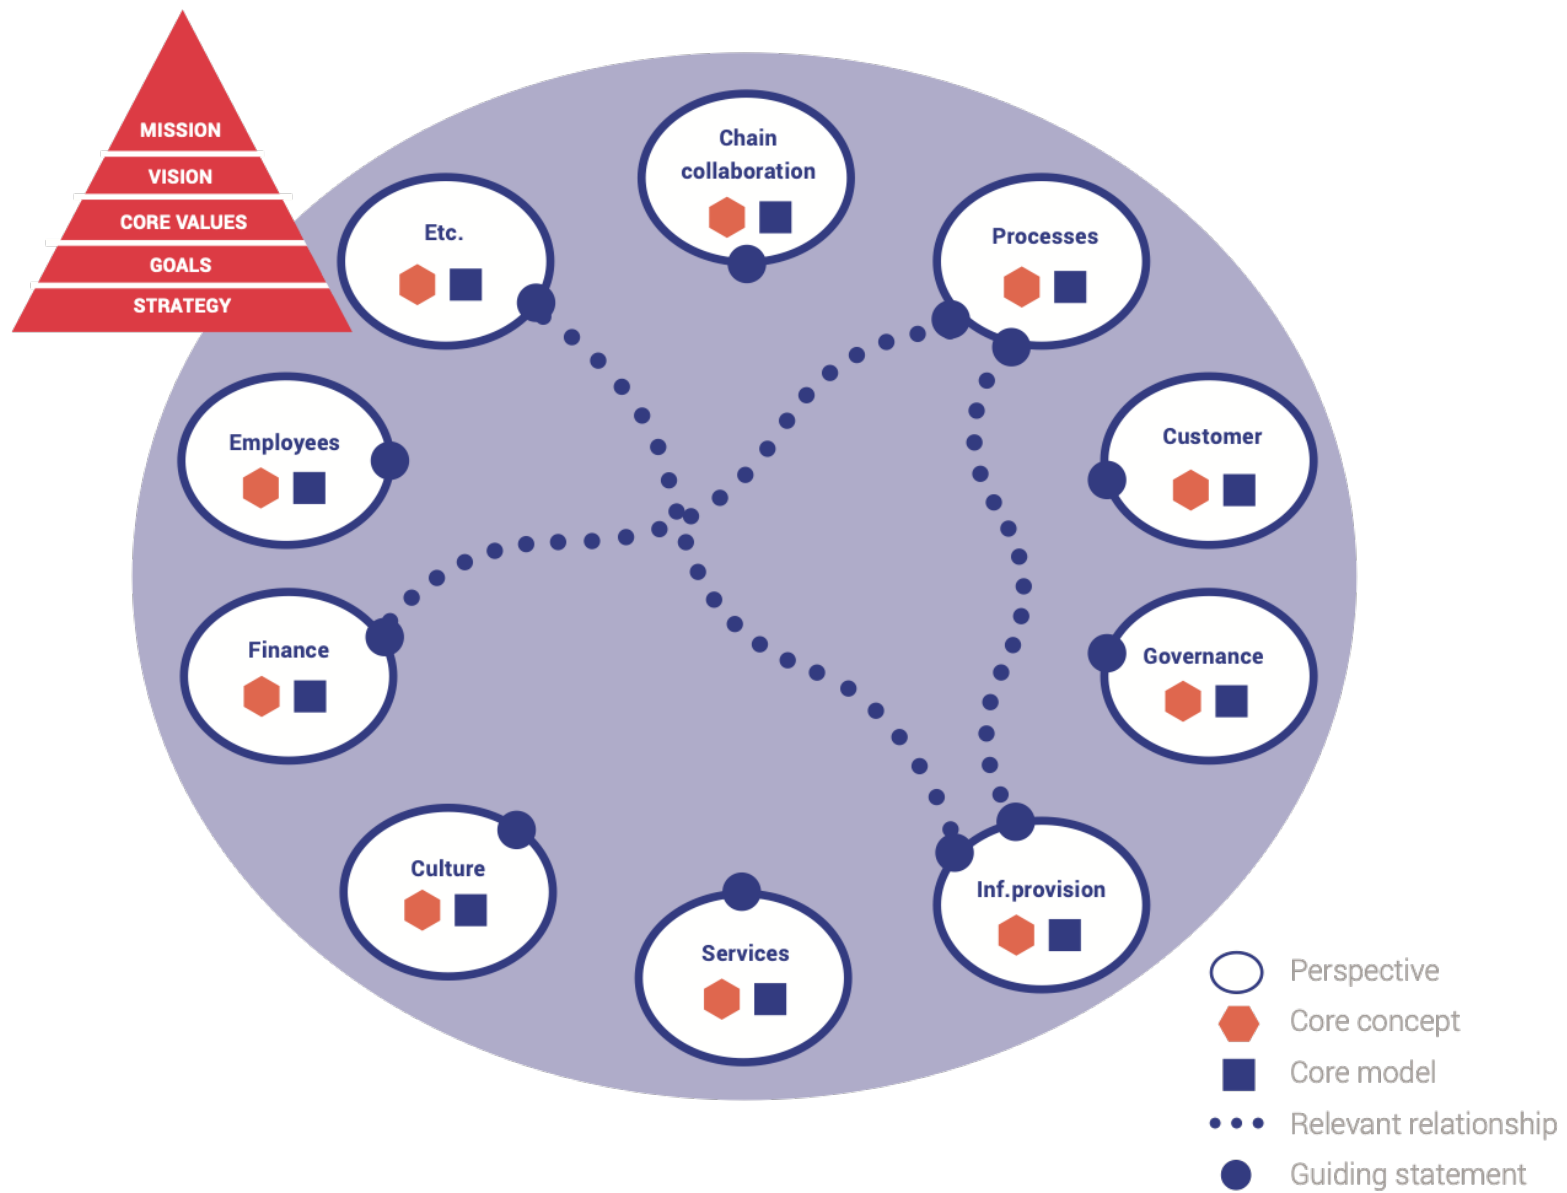 MISSION
VISION
CORE VALUES
GOALS
STRATEGY
Chain
collaboration
Etc.
Processes
Employees
Customer
Finance
Governance
Culture
Inf.provision
Services
Perspective
Core concept
Core model
Relevant relationship
Guiding statement